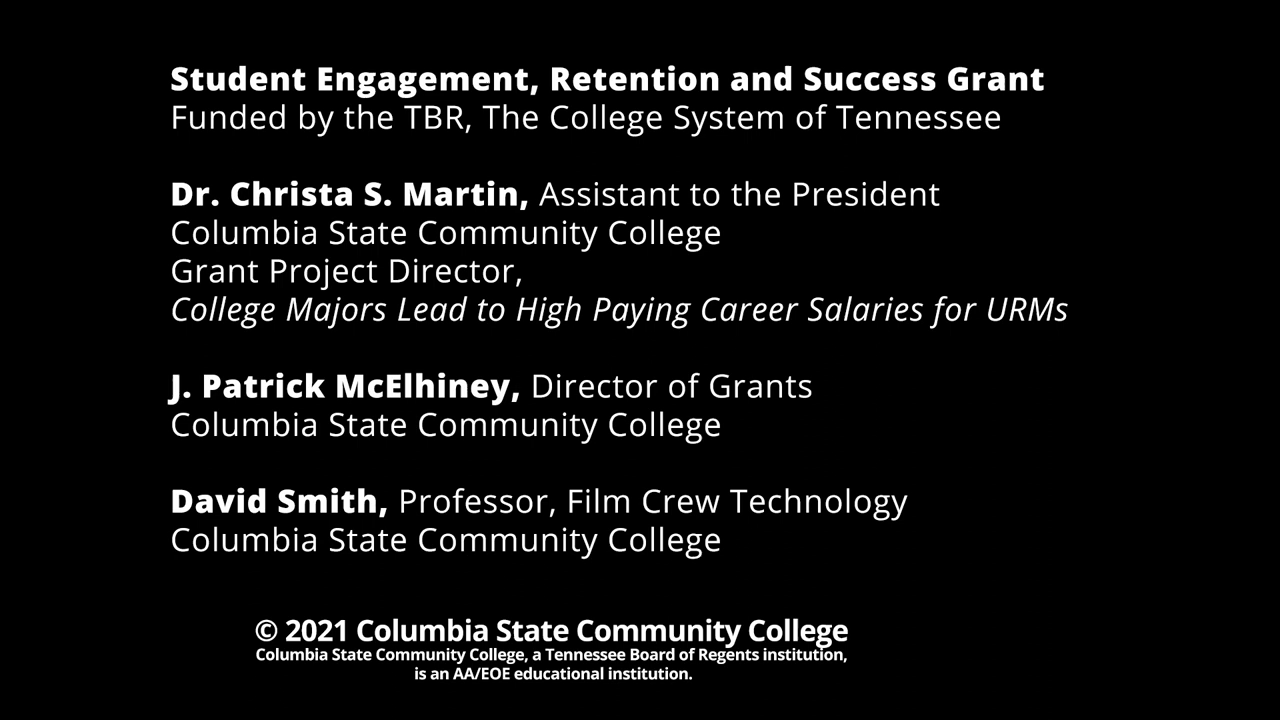 Student Engagement, Retention and Success Grant
Funded by the TBR, The College System of Tennessee
Dr. Christa S. Martin, Assistant to the President
Columbia State Community College
Grant Project Director,
College Majors Lead to High Paying Career Salaries for URMs
J. Patrick McElhiney, Director of Grants
Columbia State Community College
David Smith, Professor, Film Crew Technology
Columbia State Community College
© 2021 Columbia State Community College
Columbia State Community College, a Tennessee Board of Regents institution,
is an AA/EOE educational institution.